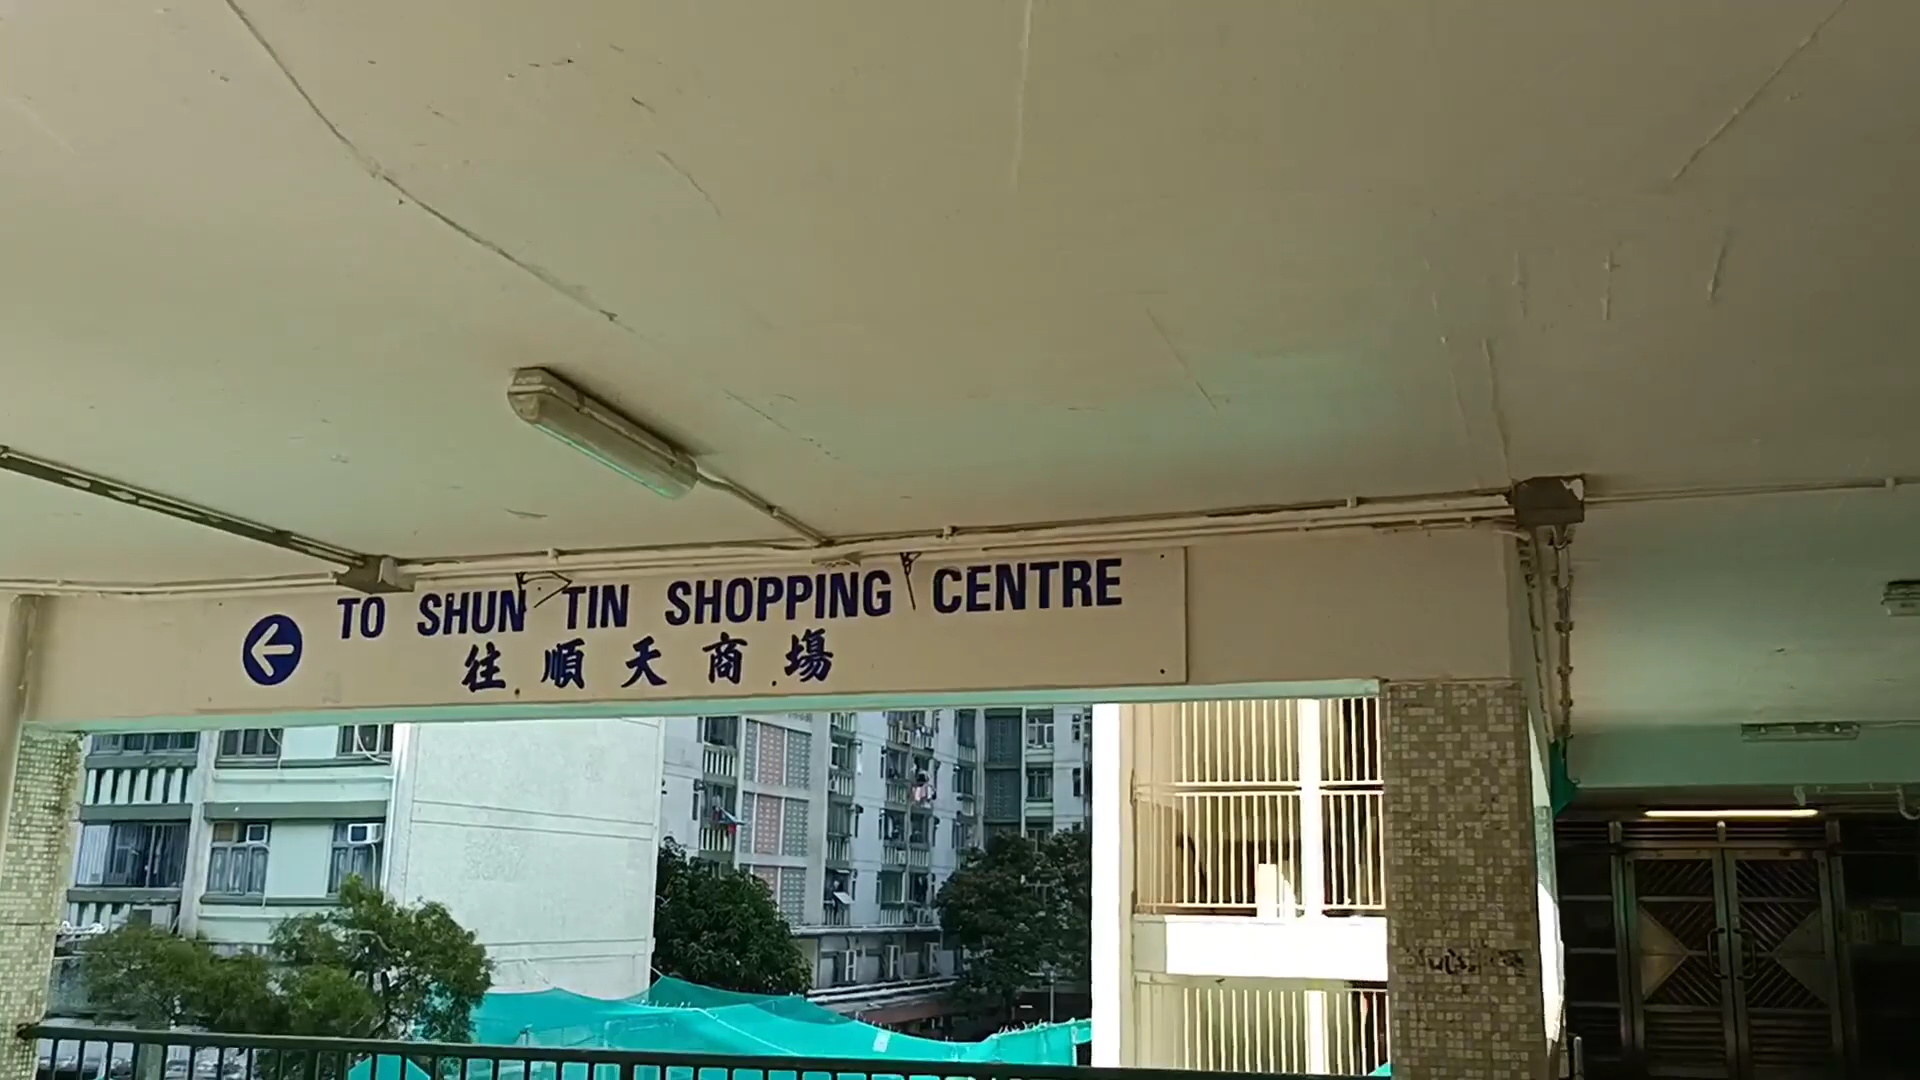 TO SHUN TIN SHOPPING CENTRE
往順天商場